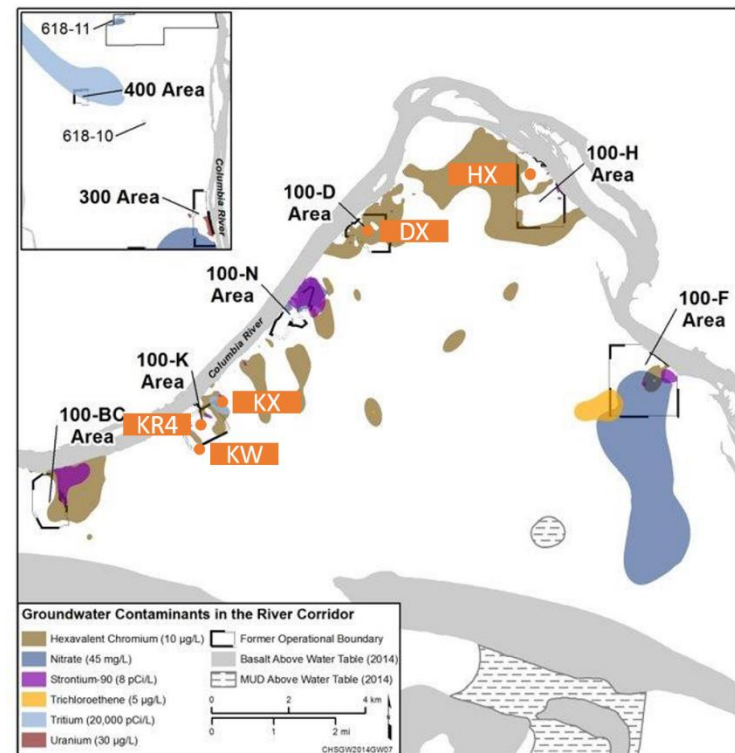 618-11
400 Area
618-10
300 Area
Columbia River
HX
100-H
Area
100-D
Area
DX
100-N
Area
100-F
Area
Columbia River
100-K
Area
KX
100-BC
Area
KR4
KW
Groundwater Contaminants in the River Corridor
Hexavalent Chromium (10 µg/L)
Former Operational Boundary
Nitrate (45 mg/L)
Basalt Above Water Table (2014)
Strontium-90 (8 pCi/L)
MUD Above Water Table (2014)
Trichloroethene (5 µg/L)
0 2 4 km
Tritium (20,000 pCi/L)
Uranium (30 µg/L)
0 1 2 mi
CHSGW2014GW07